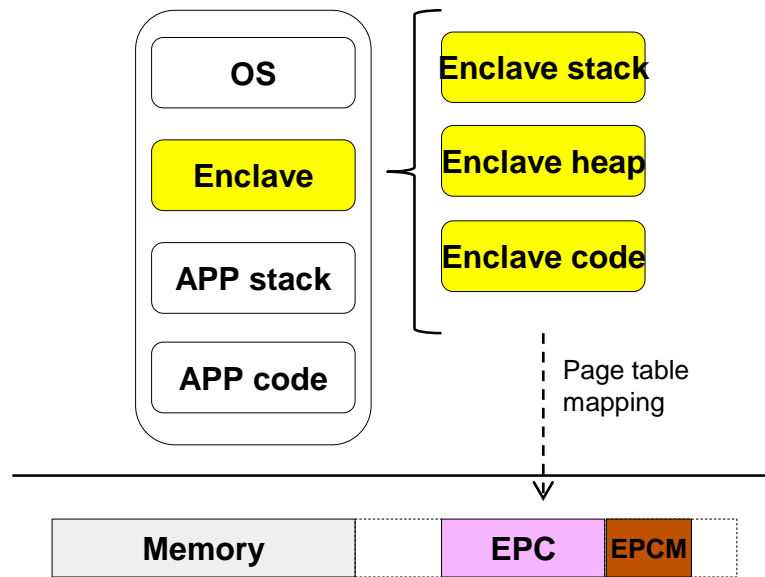 OS
Enclave
APP stack
APP code
Enclave stack
Enclave heap
Enclave code
Page table
mapping
Memory
EPC
EPCM